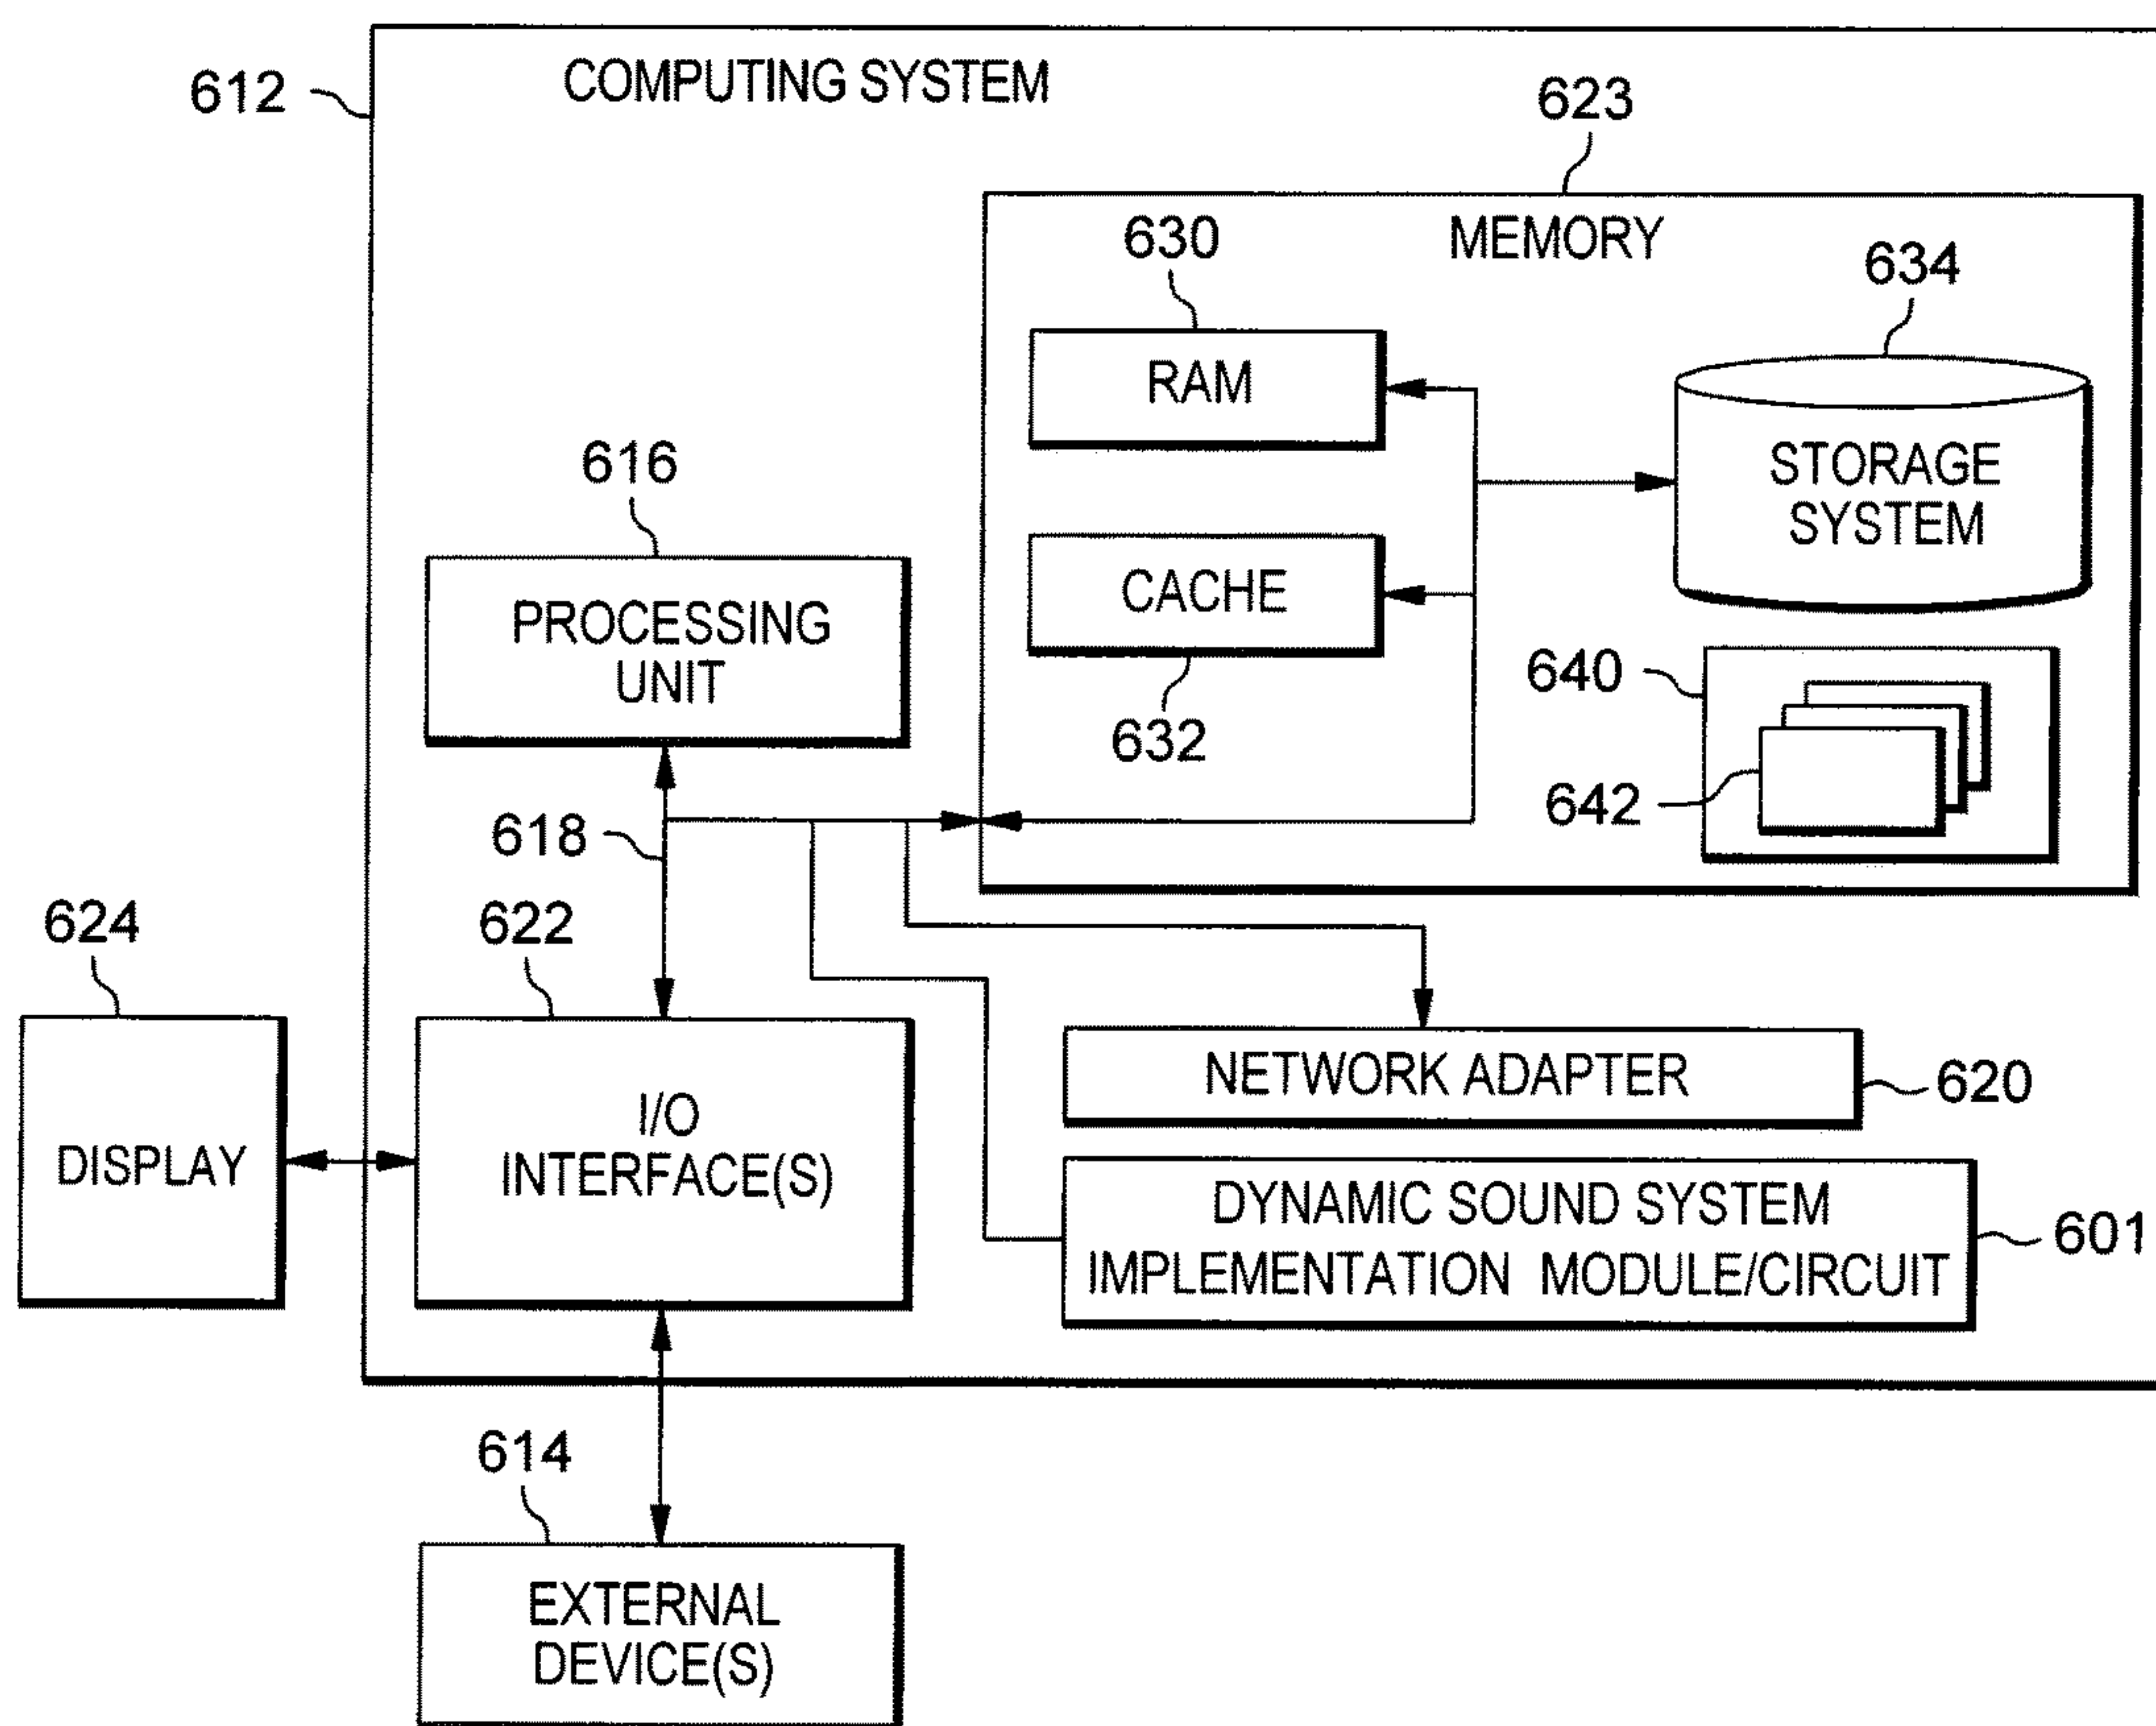 612
COMPUTING SYSTEM
623
MEMORY
630
634
RAM
STORAGE
SYSTEM
616
CACHE
PROCESSING
UNIT
632
640
642
618
624
622
NETWORK ADAPTER
620
DISPLAY
I/O
INTERFACE(S)
DYNAMIC SOUND SYSTEM
IMPLEMENTATION MODULE/CIRCUIT
601
614
EXTERNAL
DEVICE(S)